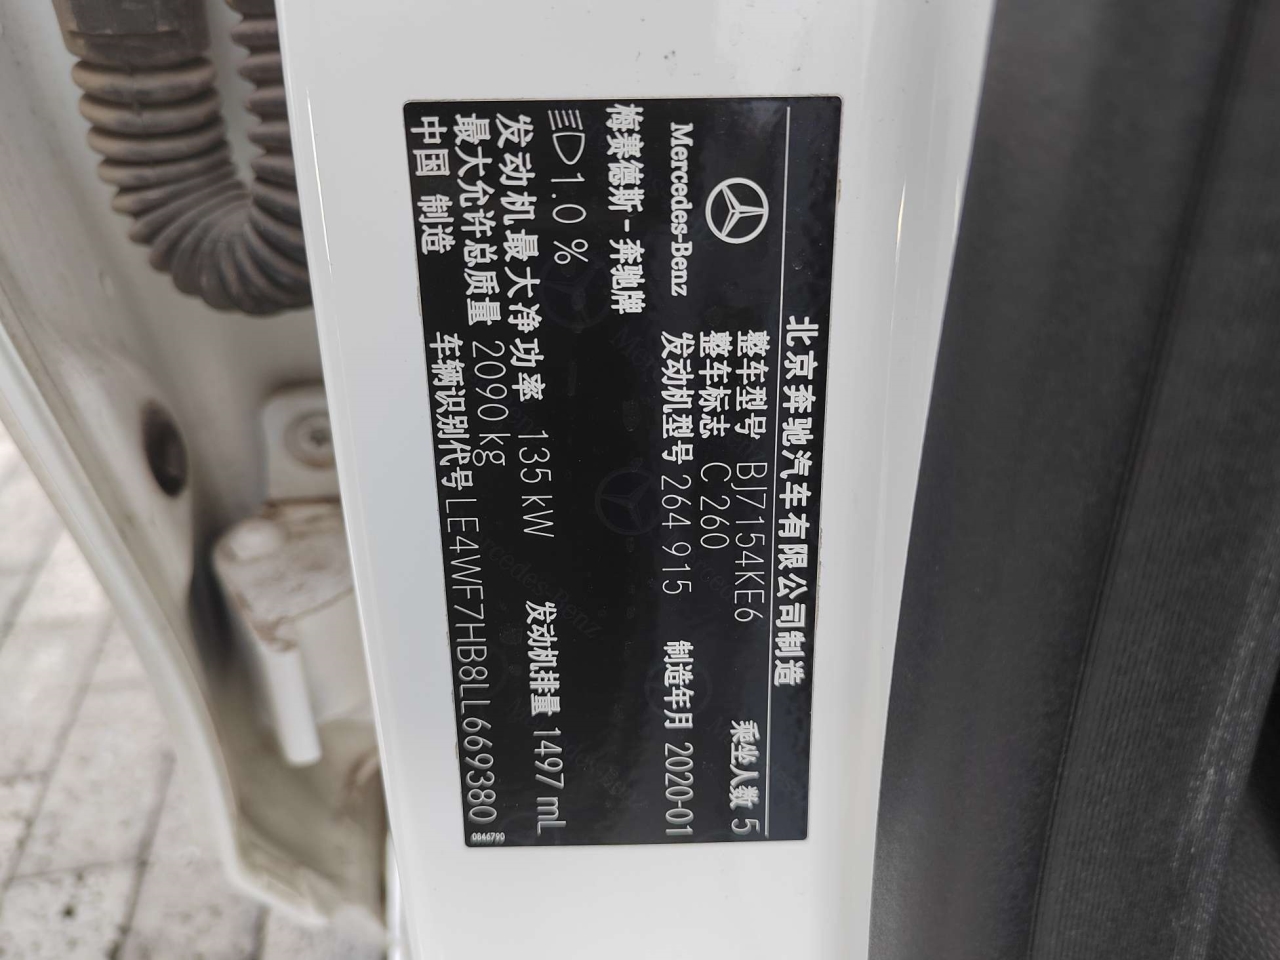 北京奔驰汽车有限公司制造
Mercedes-Benz
整车型号 BJ7154KE6 乘坐人数 5
整车标志 C 260
梅赛德斯-奔驰牌 发动机型号 264 915 制造年月 2020-01
1.0 %
发动机最大净功率 135 kW 发动机排量 1497 mL
最大允许总质量 2090 kg
中国 制造 车辆识别代号 LE4WF7HB8LL669380
0846790